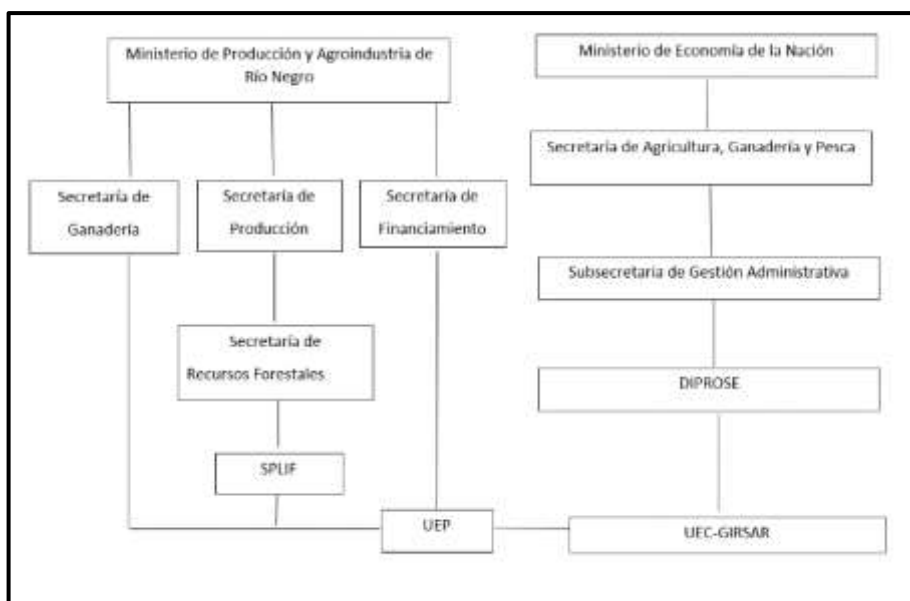 Ministerio de Producción y Agroindustria de
Río Negro
Ministerio de Economía de la Nación
Secretaría de Agricultura, Ganadería y Pesca
Secretaría de
Ganadería
Secretaría de
Producción
Secretaría de
Financiamiento
Subsecretaria de Gestión Administrativa
Secretaría de
Recursos Forestales
DIPROSE
SPLIF
UEP
UEC-GIRSAR